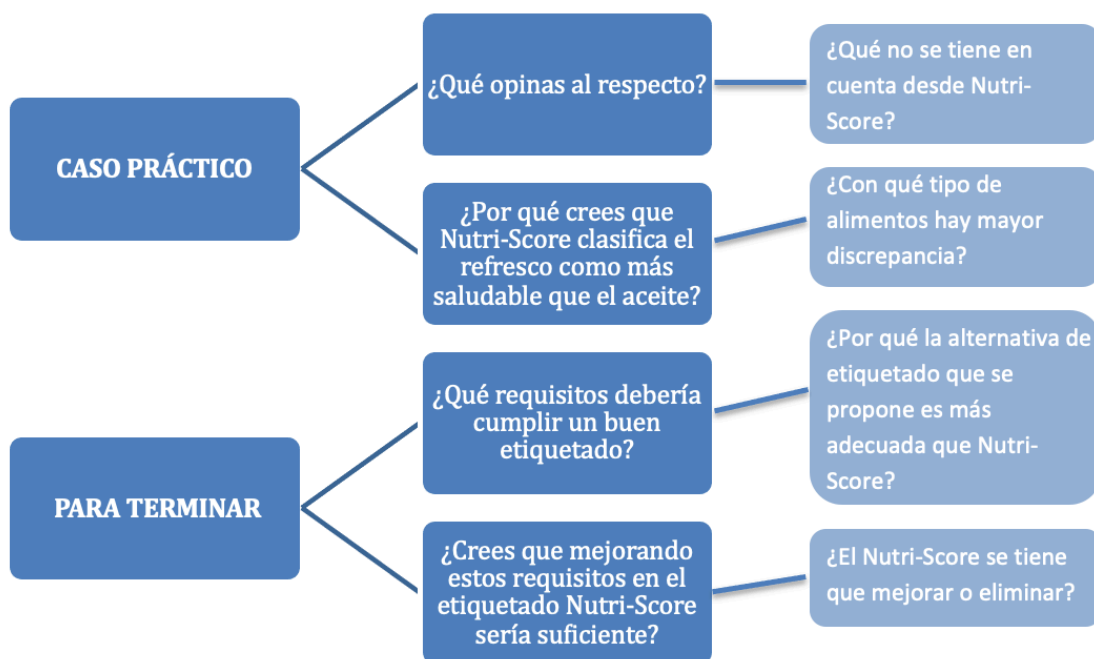 CASO PRÁCTICO
¿Qué opinas al respecto?
¿Qué no se tiene en
cuenta desde Nutri-
Score?
¿Por qué crees que
Nutri-Score clasifica el
refresco como más
saludable que el aceite?
¿Con qué tipo de
alimentos hay mayor
discrepancia?
PARA TERMINAR
¿Qué requisitos debería
cumplir un buen
etiquetado?
¿Por qué la alternativa de
etiquetado que se
propone es más
adecuada que Nutri-
Score?
¿Crees que mejorando
estos requisitos en el
etiquetado Nutri-Score
sería suficiente?
¿El Nutri-Score se tiene
que mejorar o eliminar?